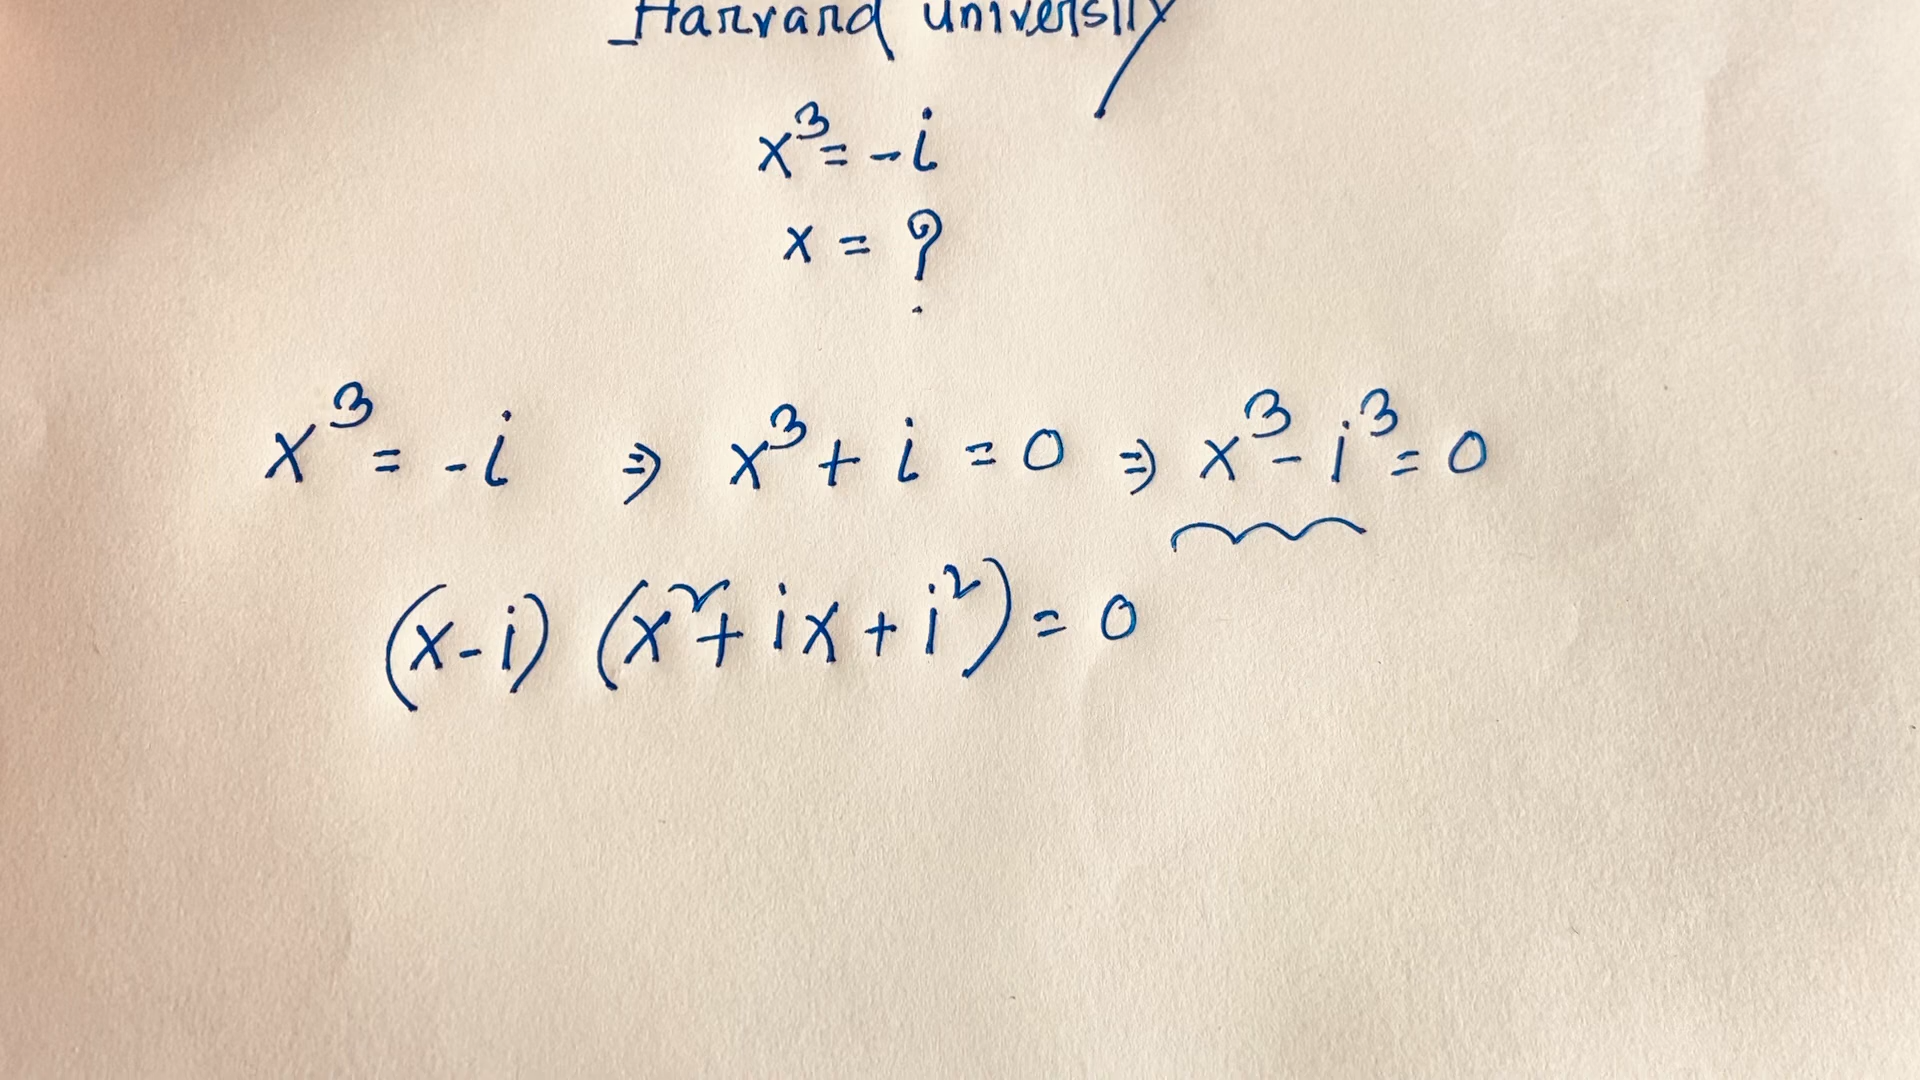 Harvard university
x³ = -i
x = ?
x³ = -i ⇒ x³ + i = 0 ⇒ x³ - i³ = 0
(x-i) (x² + ix + i²) = 0